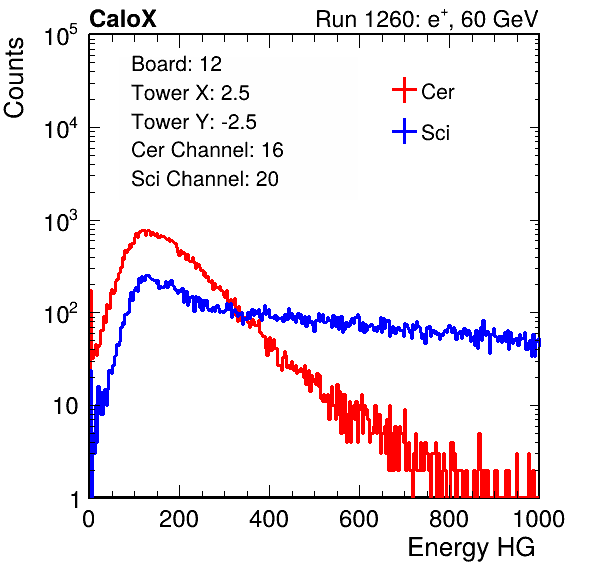 CaloX Run 1260: e⁺, 60 GeV
Board: 12
Tower X: 2.5
Tower Y: -2.5
Cer Channel: 16
Sci Channel: 20
Cer
Sci
Counts
10⁵
10⁴
10³
10²
10
1
0 200 400 600 800 1000
Energy HG